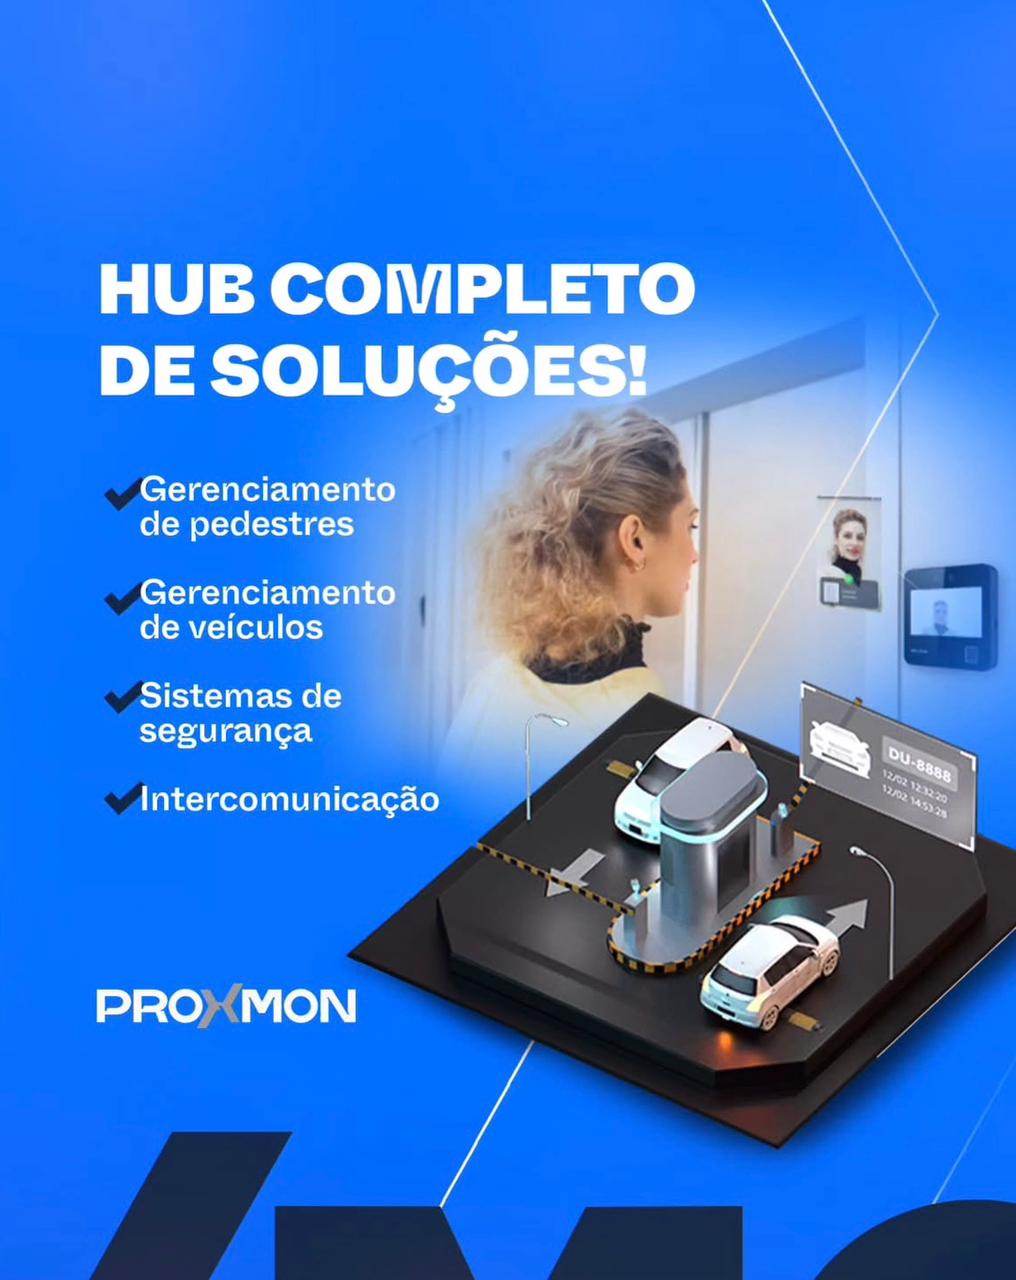 HUB COMPLETO
DE SOLUÇÕES!
Gerenciamento
de pedestres
Gerenciamento
de veículos
Sistemas de
segurança
Intercomunicação
DU-8888
12/02 12:32:20
12/02 14:53:28
PROXMON